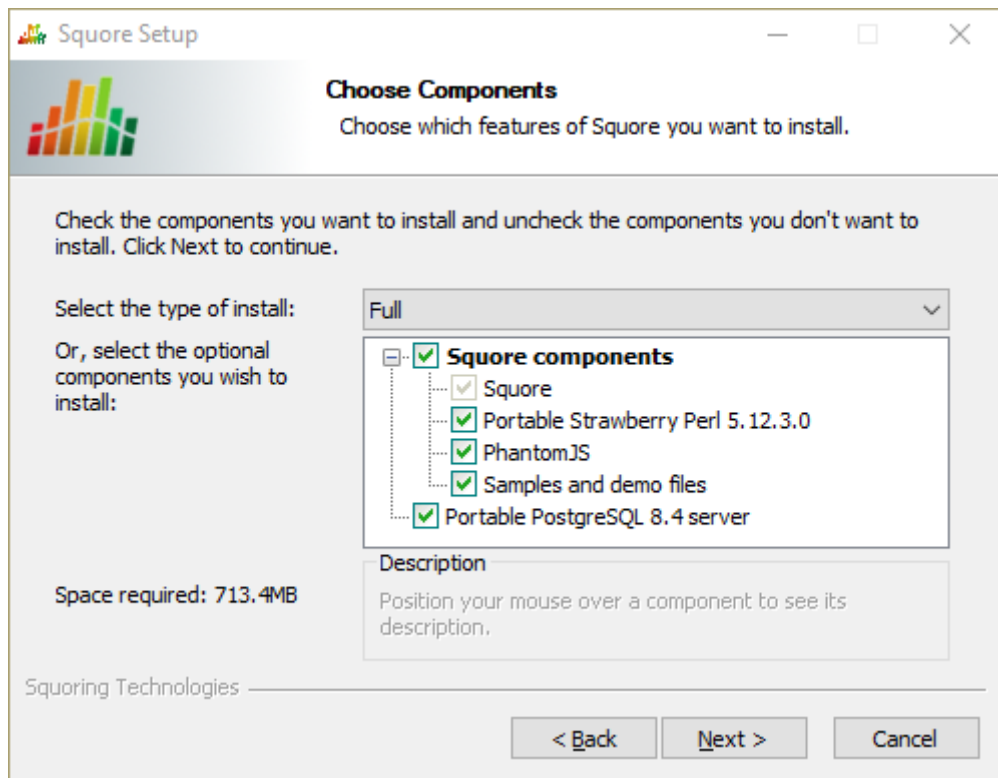 Squore Setup
Choose Components
Choose which features of Squore you want to install.
Check the components you want to install and uncheck the components you don't want to
install. Click Next to continue.
Select the type of install:
Full
Or, select the optional
components you wish to
install:
Squore components
Squore
Portable Strawberry Perl 5.12.3.0
PhantomJS
Samples and demo files
Portable PostgreSQL 8.4 server
Space required: 713.4MB
Description
Position your mouse over a component to see its
description.
Squoring Technologies
< Back
Next >
Cancel